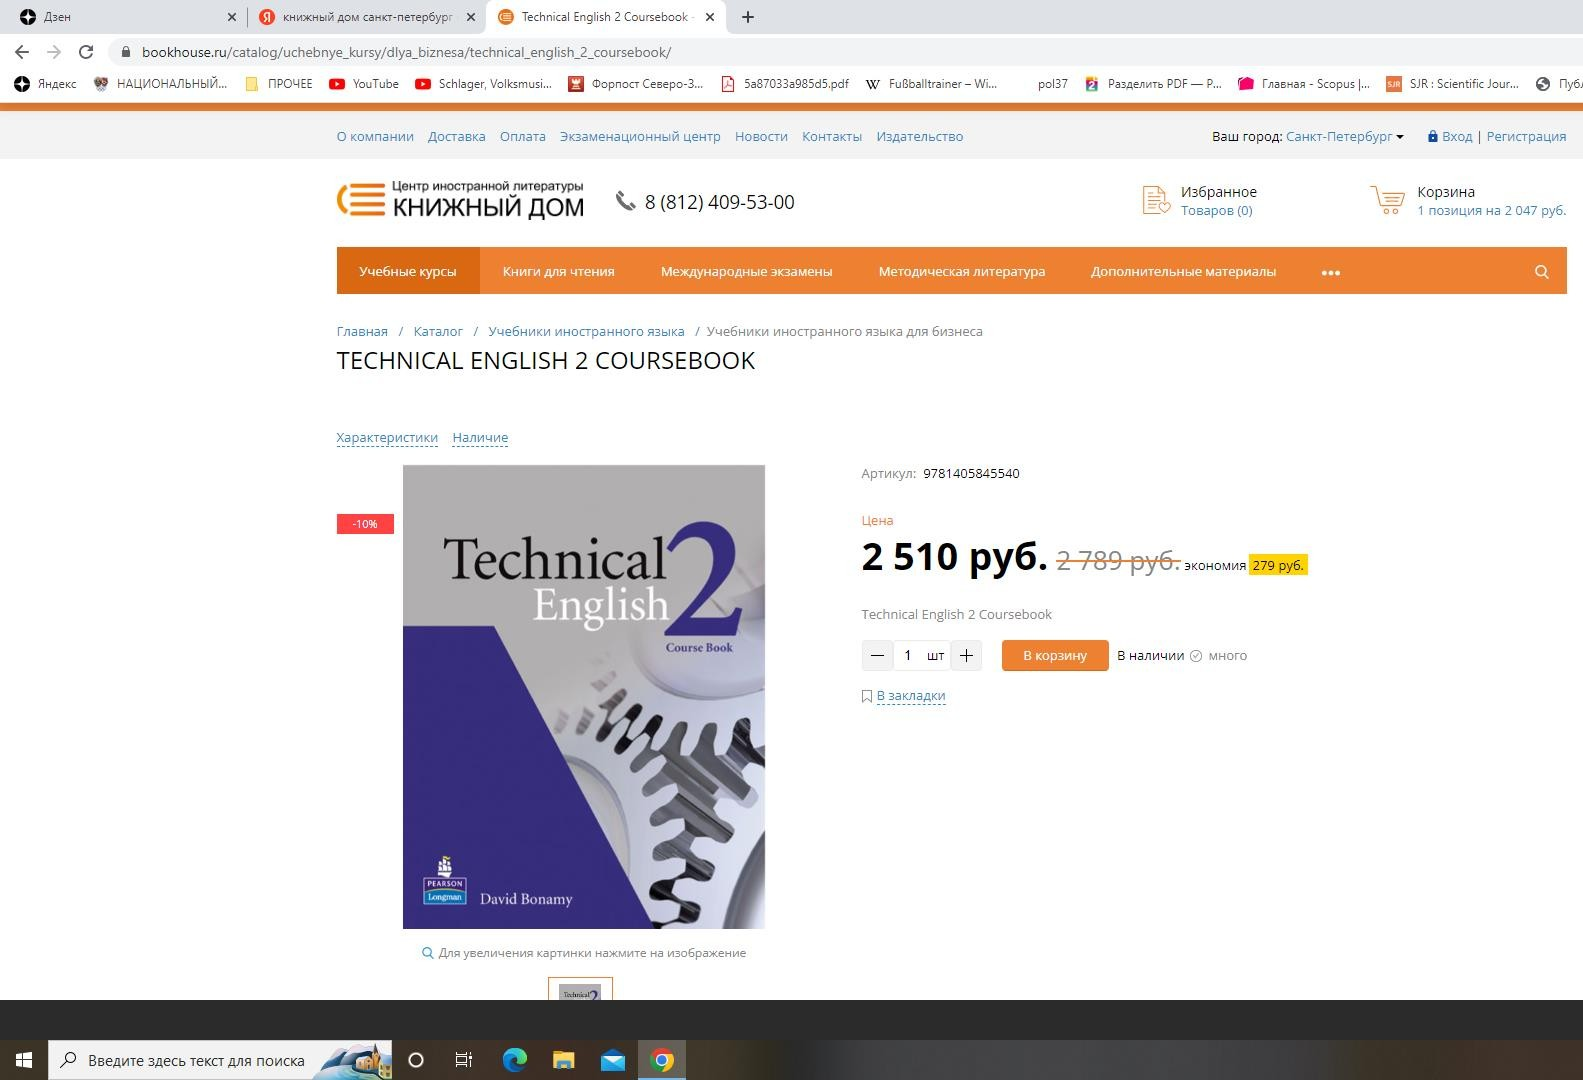 Дзен
книжный дом санкт-петербург
Technical English 2 Coursebook
bookhouse.ru/catalog/uchebnye_kursy/dlya_biznesa/technical_english_2_coursebook/
Яндекс НАЦИОНАЛЬНЫЙ... ПРОЧЕЕ YouTube Schlager, Volksmusi... Форпост Северо-З... 5a87033a985d5.pdf Fußballtrainer – Wi... pol37 Разделить PDF — P... Главная - Scopus |... SJR : Scientific Jour...
О компании Доставка Оплата Экзаменационный центр Новости Контакты Издательство
Ваш город: Санкт-Петербург Вход | Регистрация
Центр иностранной литературы
КНИЖНЫЙ ДОМ
8 (812) 409-53-00
Избранное
Товаров (0)
Корзина
1 позиция на 2 047 руб.
Учебные курсы Книги для чтения Международные экзамены Методическая литература Дополнительные материалы •••
Главная / Каталог / Учебники иностранного языка / Учебники иностранного языка для бизнеса
TECHNICAL ENGLISH 2 COURSEBOOK
Характеристики Наличие
-10%
Technical 2
English
Course Book
PEARSON
Longman
David Bonamy
Для увеличения картинки нажмите на изображение
Technical 2
Артикул: 9781405845540
Цена
2 510 руб. 2 789 руб. экономия 279 руб.
Technical English 2 Coursebook
1 шт В корзину В наличии много
В закладки
Введите здесь текст для поиска